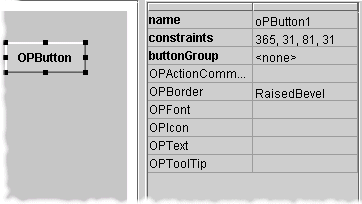 OPButton
name oPButton1
constraints 365, 31, 81, 31
buttonGroup <none>
OPActionComm...
OPBorder RaisedBevel
OPFont
OPIcon
OPText
OPToolTip